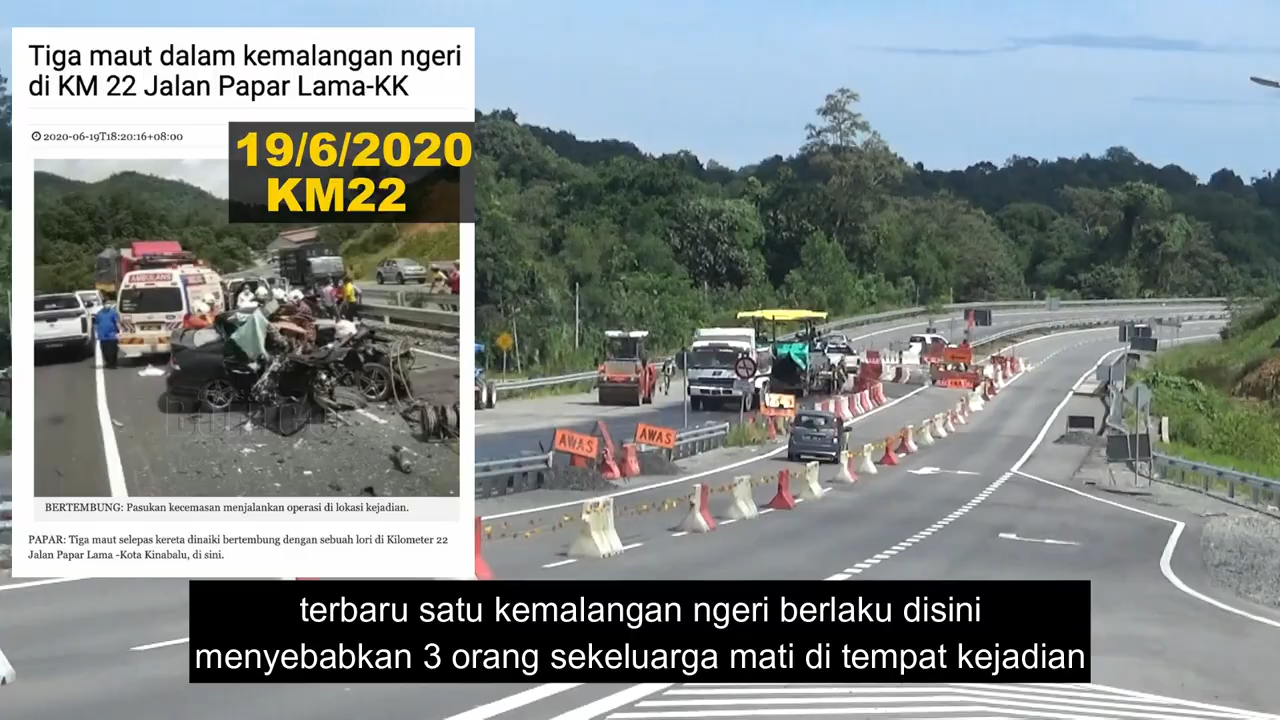 Tiga maut dalam kemalangan ngeri
di KM 22 Jalan Papar Lama-KK
2020-06-19T18:20:16+08:00
19/6/2020
KM22
AMBULANS
BERTEMBUNG: Pasukan kecemasan menjalankan operasi di lokasi kejadian.
PAPAR: Tiga maut selepas kereta dinaiki bertembung dengan sebuah lori di Kilometer 22
Jalan Papar Lama -Kota Kinabalu, di sini.
AWAS
AWAS
terbaru satu kemalangan ngeri berlaku disini
menyebabkan 3 orang sekeluarga mati di tempat kejadian